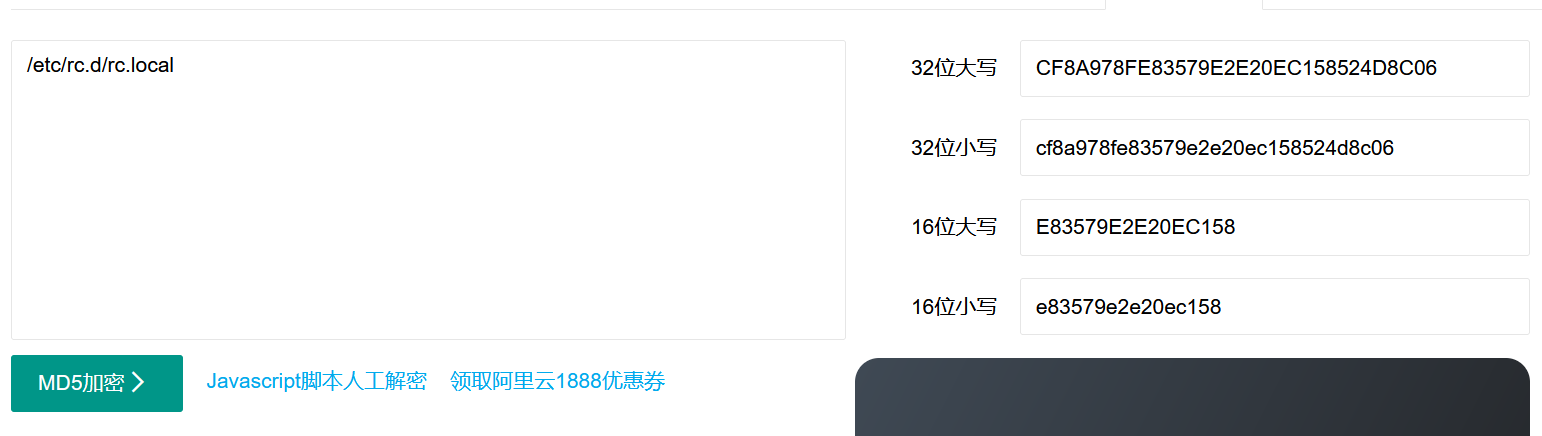 /etc/rc.d/rc.local
32位大写 CF8A978FE83579E2E20EC158524D8C06
32位小写 cf8a978fe83579e2e20ec158524d8c06
16位大写 E83579E2E20EC158
16位小写 e83579e2e20ec158
MD5加密 Javascript脚本人工解密 领取阿里云1888优惠券